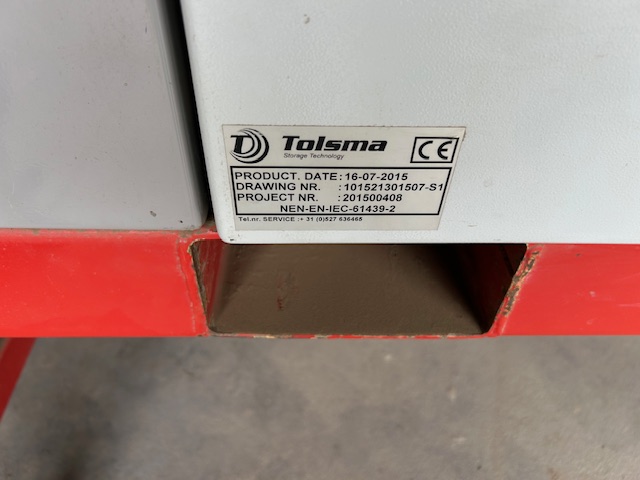 Tolsma
Storage Technology
CE
PRODUCT. DATE: 16-07-2015
DRAWING NR. : 101521301507-S1
PROJECT NR. : 201500408
NEN-EN-IEC-61439-2
Tel.nr. SERVICE :+ 31 (0)527 636465